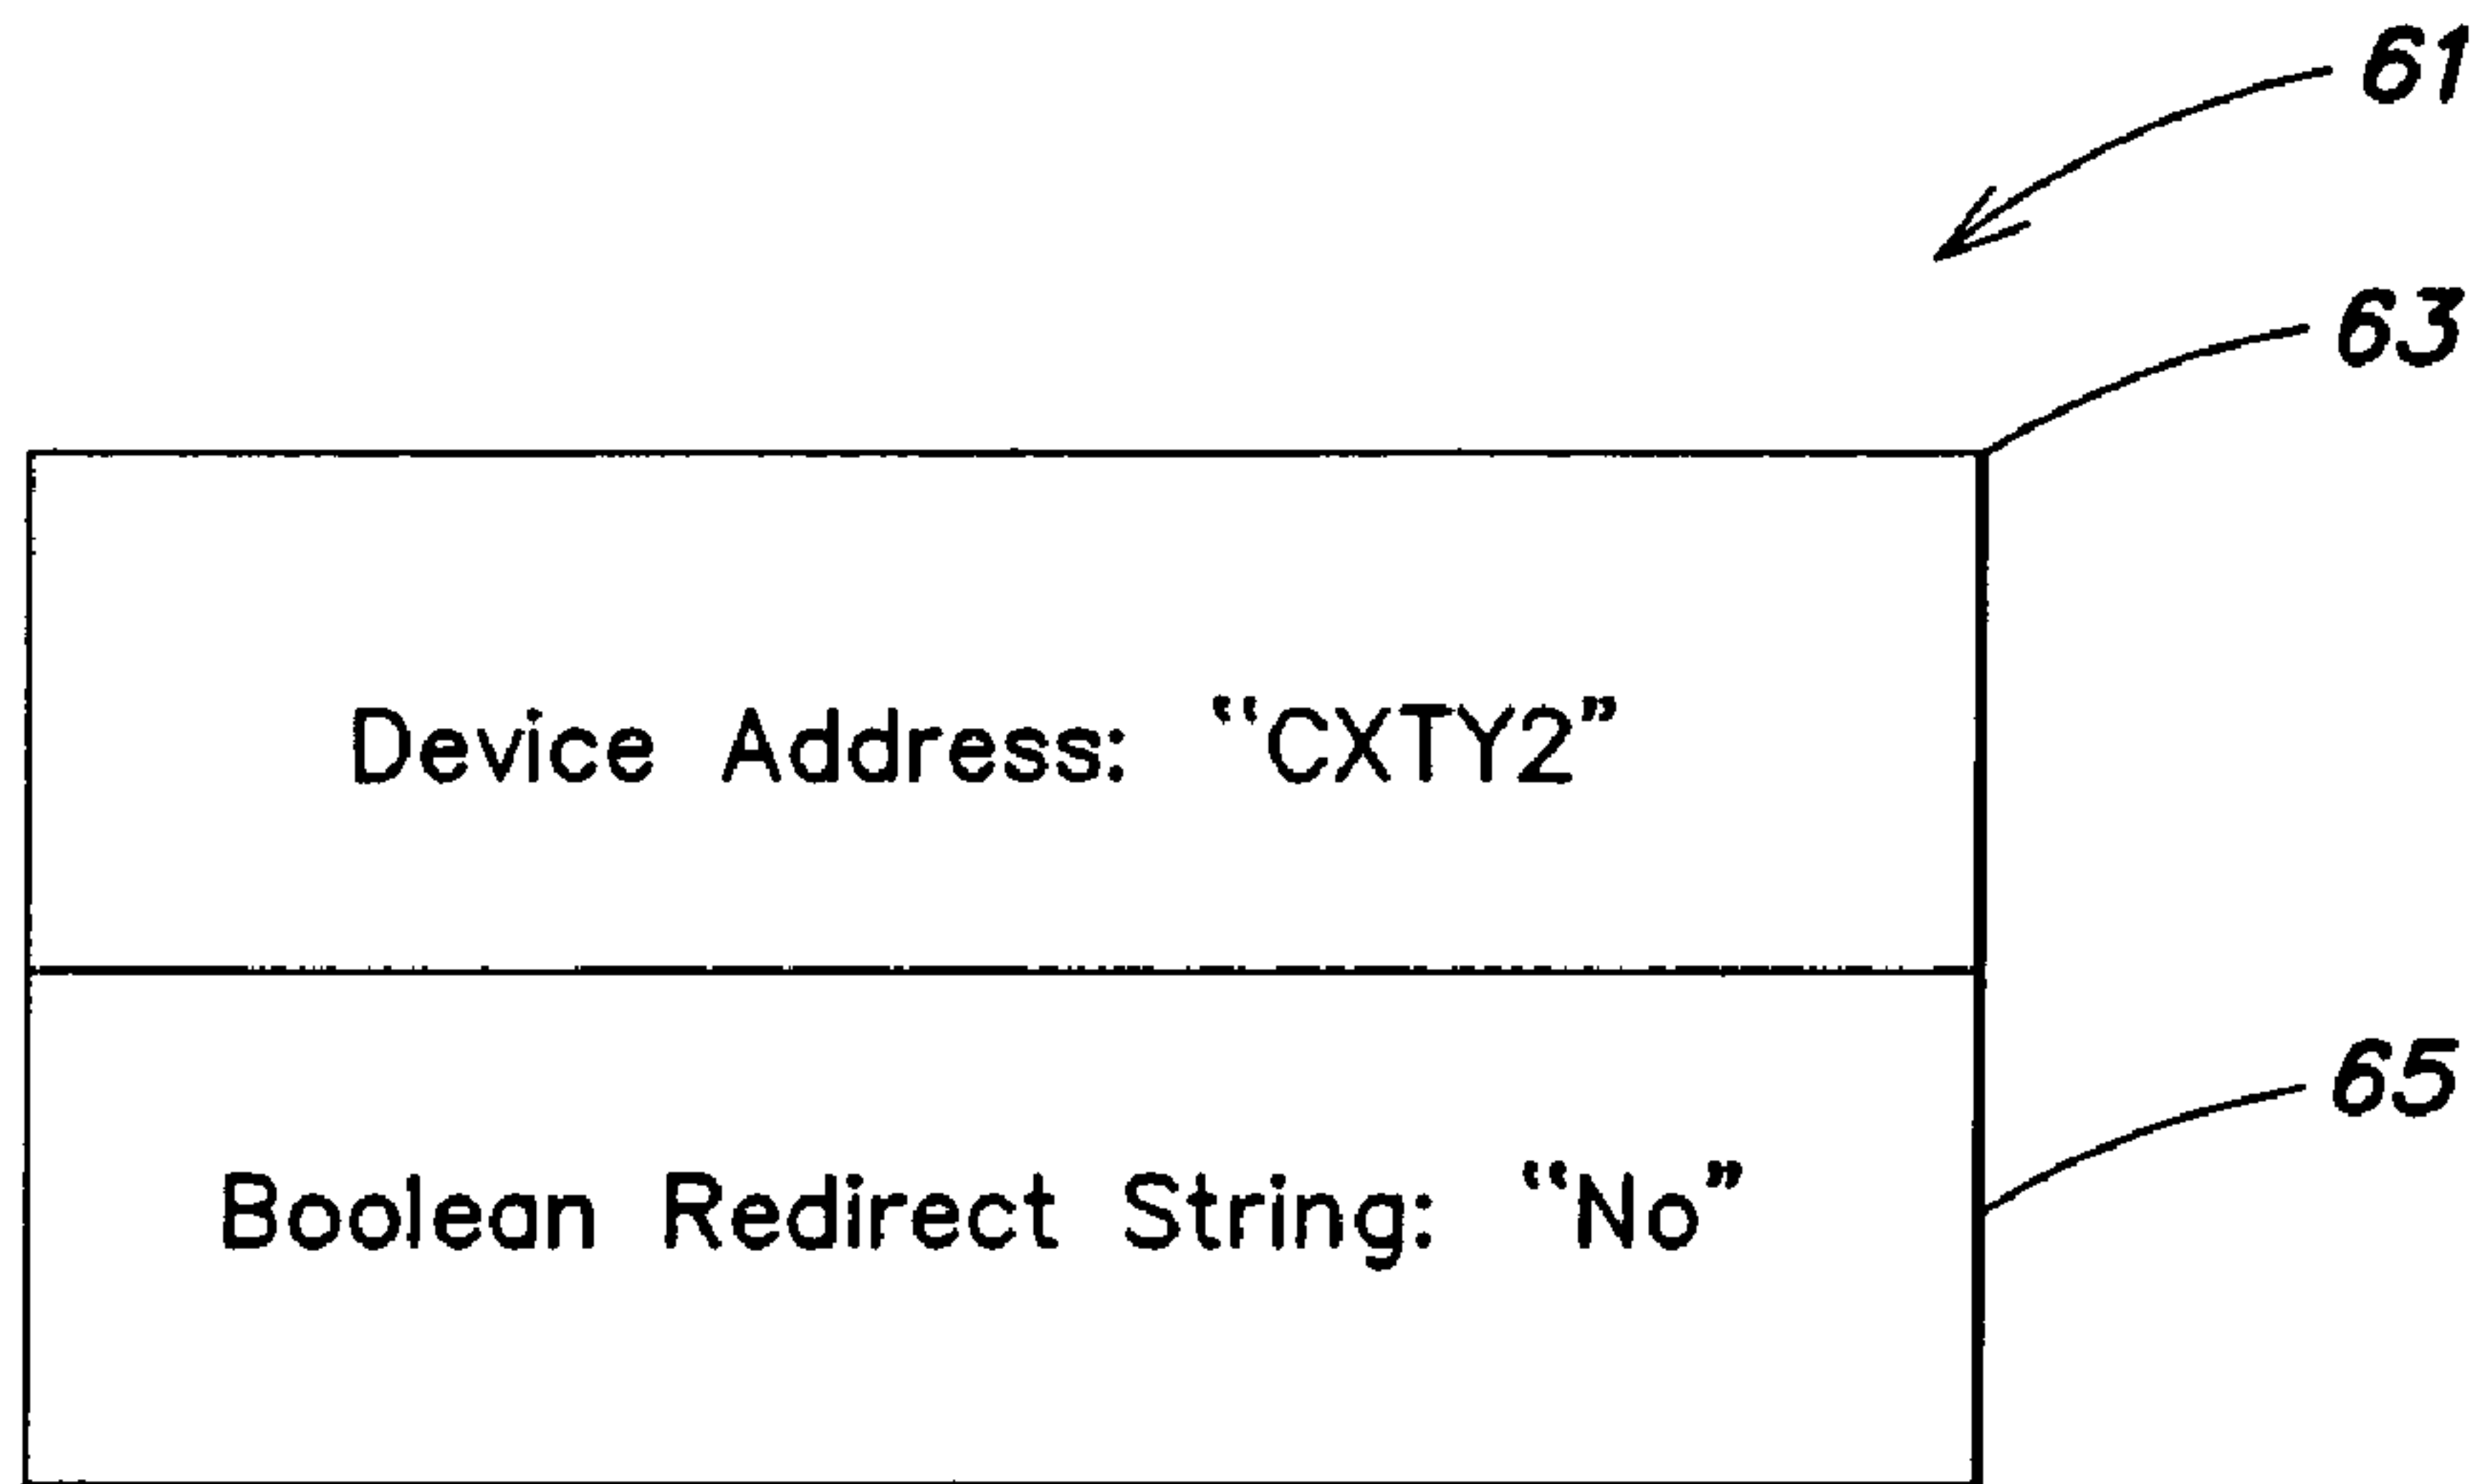 61
63
Device Address: “CXTY2”
65
Boolean Redirect String: “No”